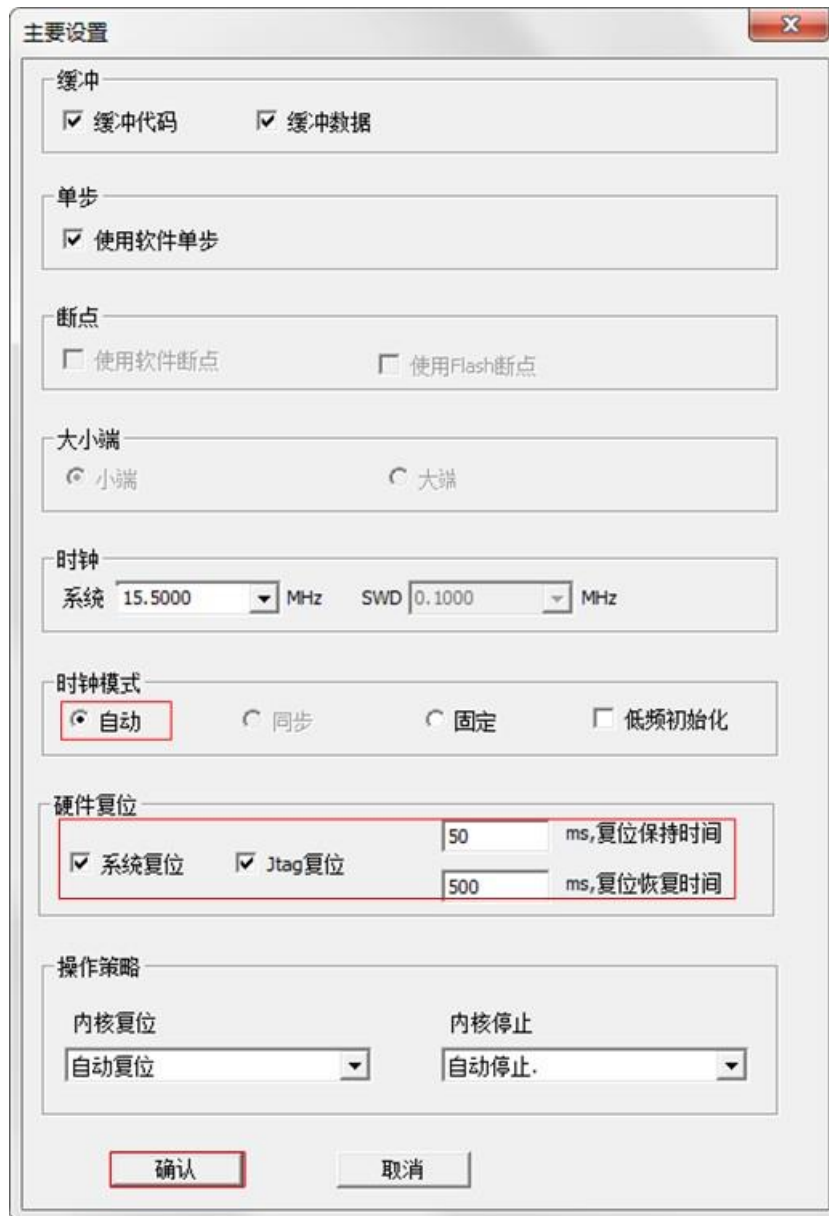 主要设置
缓冲
缓冲代码 缓冲数据
单步
使用软件单步
断点
使用软件断点 使用Flash断点
大小端
小端 大端
时钟
系统 15.5000 MHz SWD 0.1000 MHz
时钟模式
自动 同步 固定 低频初始化
硬件复位
50 ms,复位保持时间
系统复位 Jtag复位
500 ms,复位恢复时间
操作策略
内核复位 内核停止
自动复位 自动停止.
确认 取消